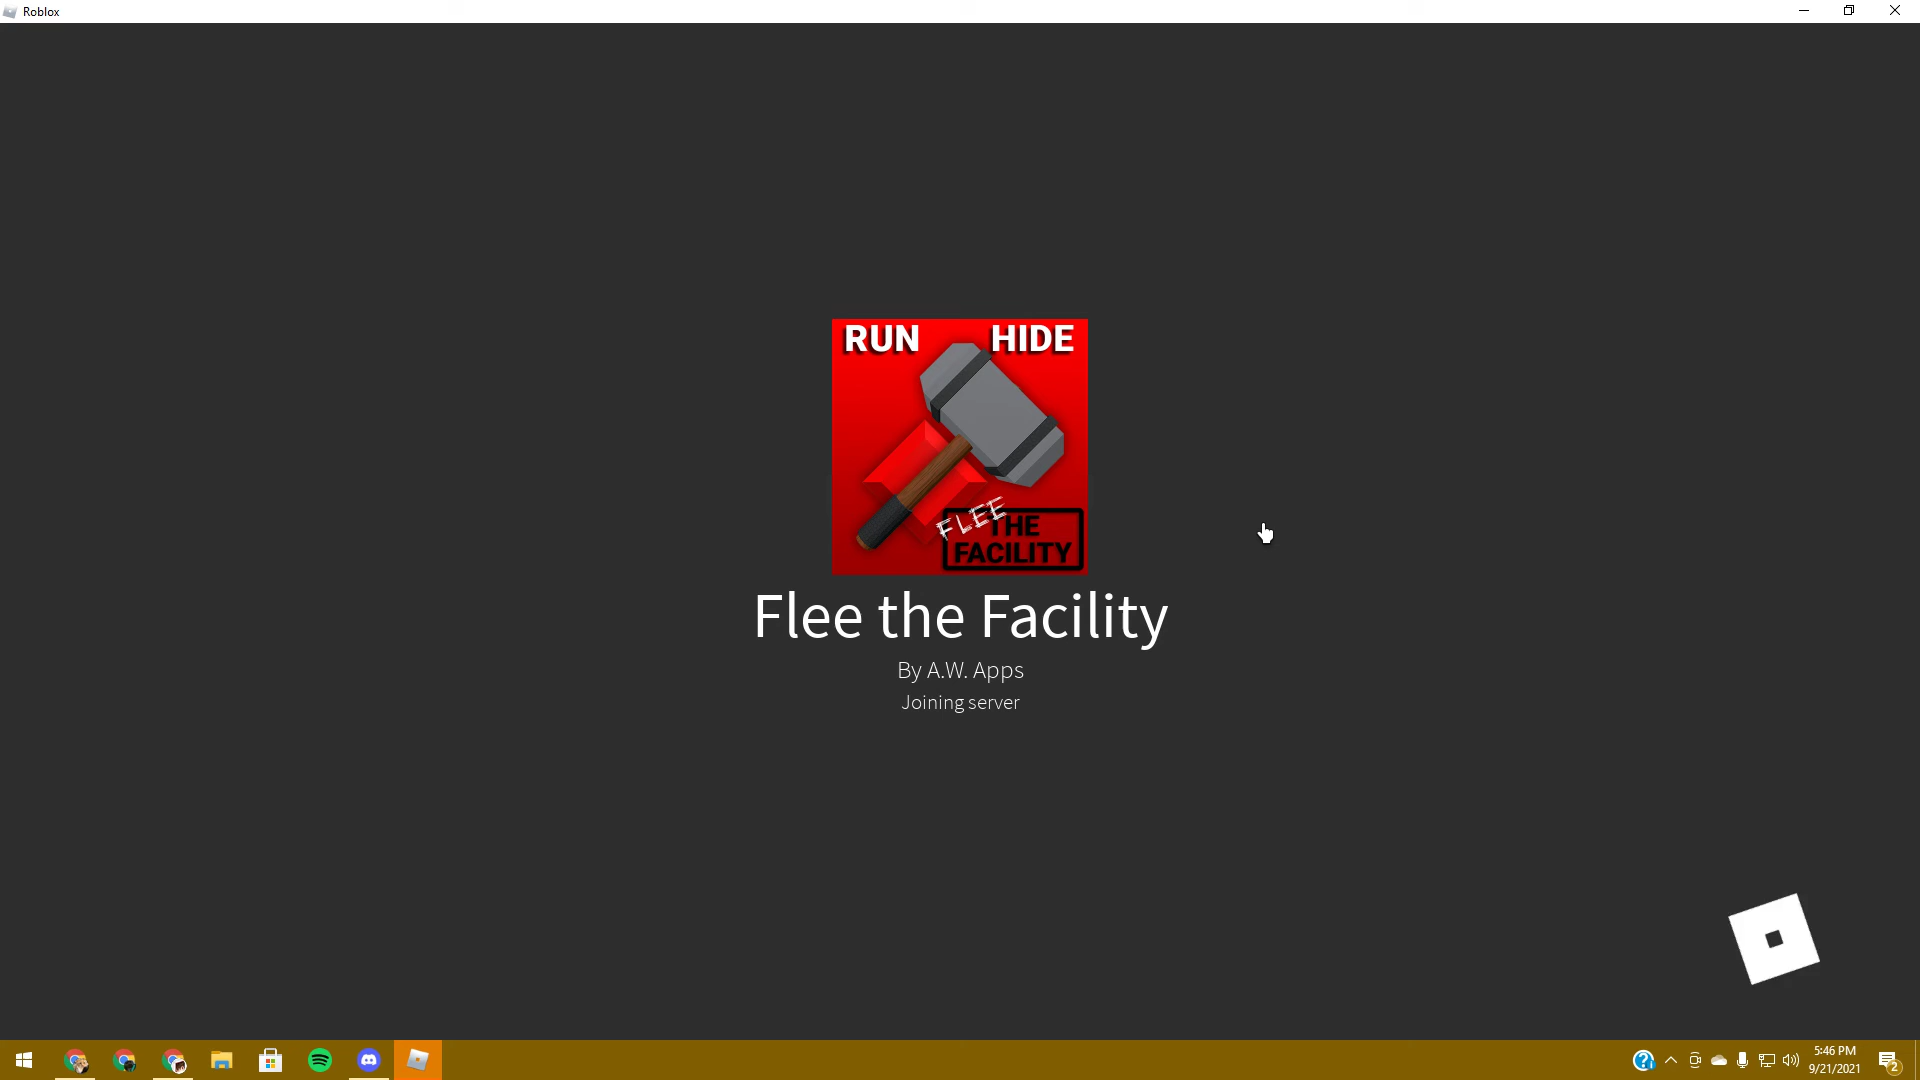 Roblox
RUN HIDE
FLEE
THE
FACILITY
Flee the Facility
By A.W. Apps
Joining server
5:46 PM
9/21/2021
2